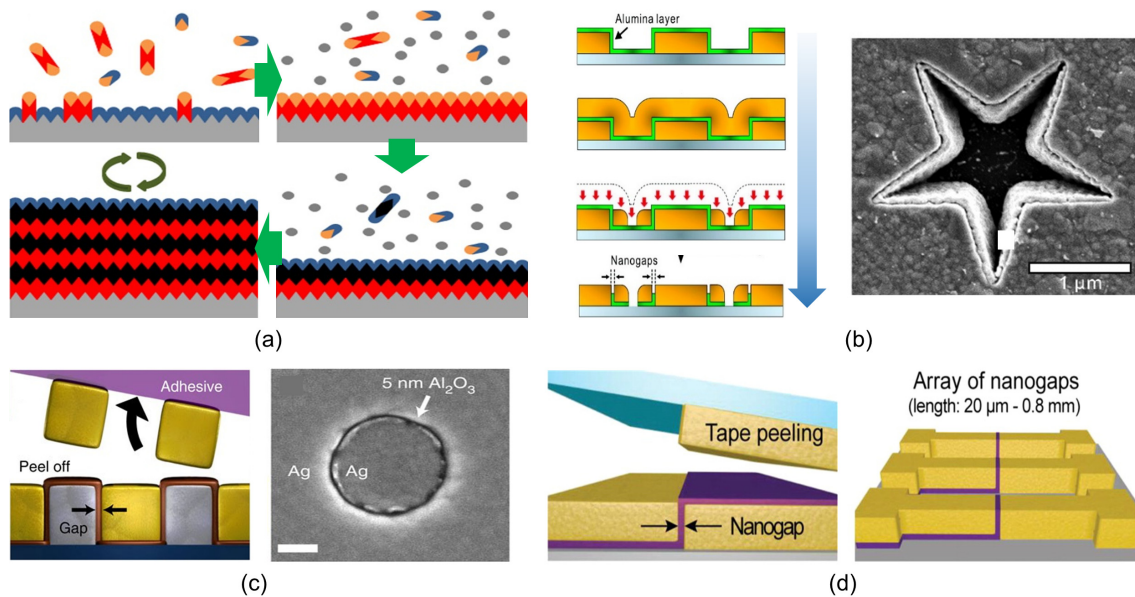 Alumina layer
Nanogaps
1 μm
(a)
(b)
Adhesive
Peel off
Gap
5 nm Al₂O₃
Ag
Ag
Tape peeling
Nanogap
Array of nanogaps
(length: 20 μm - 0.8 mm)
(c)
(d)